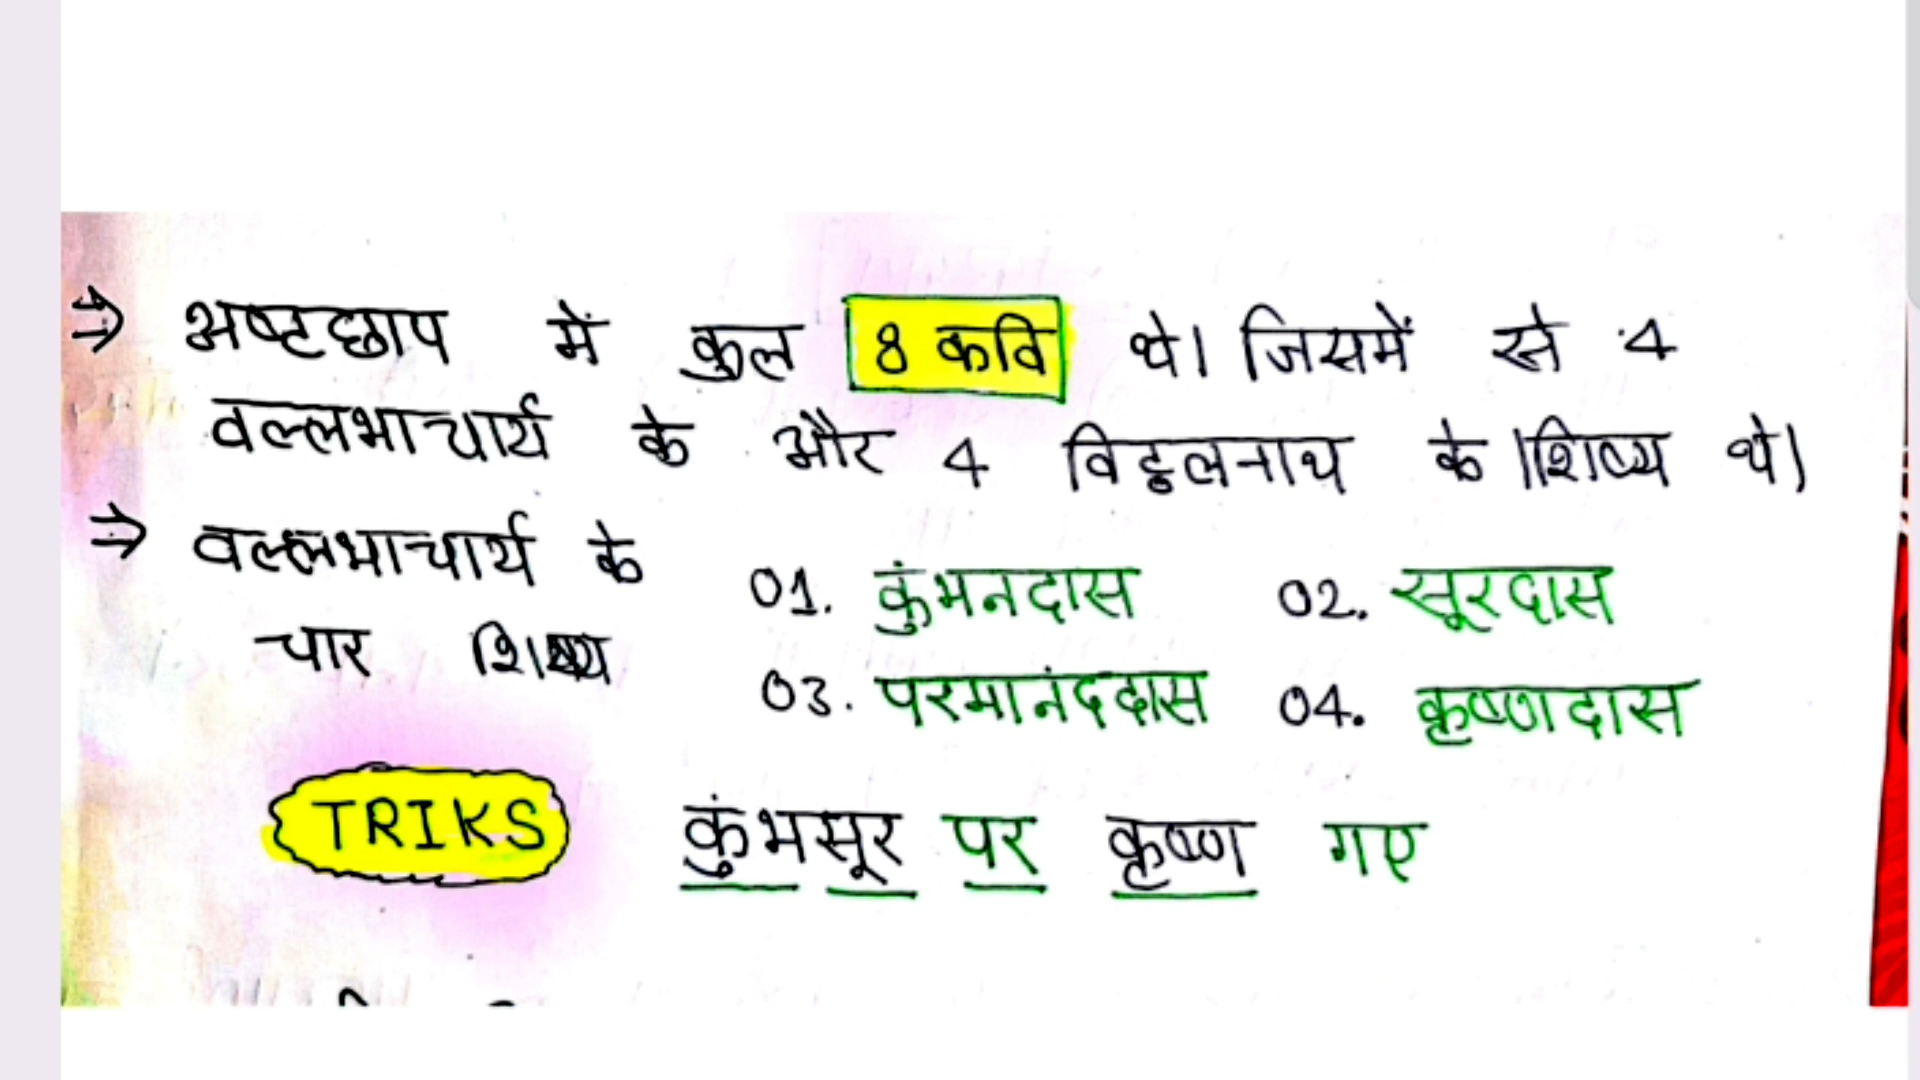 ⇒ अष्टछाप में कुल 8 कवि थे। जिसमें से 4
वल्लभाचार्य के और 4 विट्ठलनाथ के शिष्य थे।
⇒ वल्लभाचार्य के
चार शिष्य
01. कुंभनदास 02. सूरदास
03. परमानंददास 04. कृष्णदास
TRIKS कुंभसूर पर कृष्ण गए